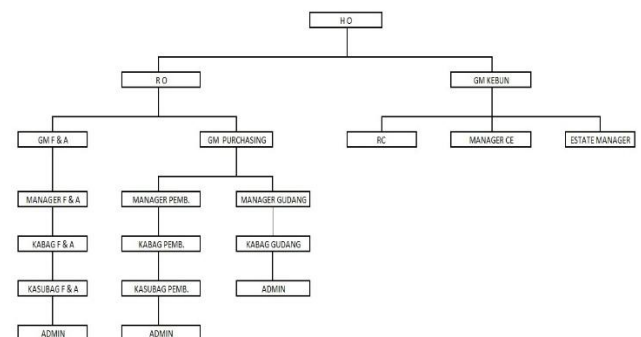 H O
R O
GM KEBUN
GM F & A
GM PURCHASING
RC
MANAGER CE
ESTATE MANAGER
MANAGER F & A
MANAGER PEMB.
MANAGER GUDANG
KABAG F & A
KABAG PEMB.
KABAG GUDANG
KASUBAG F & A
KASUBAG PEMB.
ADMIN
ADMIN
ADMIN